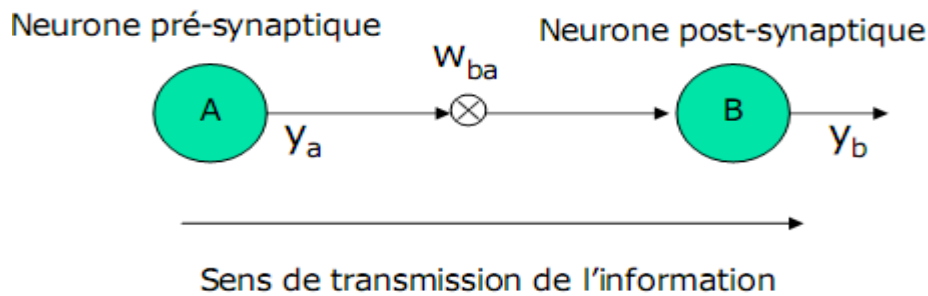 Neurone pré-synaptique
Neurone post-synaptique
w_ba
A
B
y_a
y_b
Sens de transmission de l'information